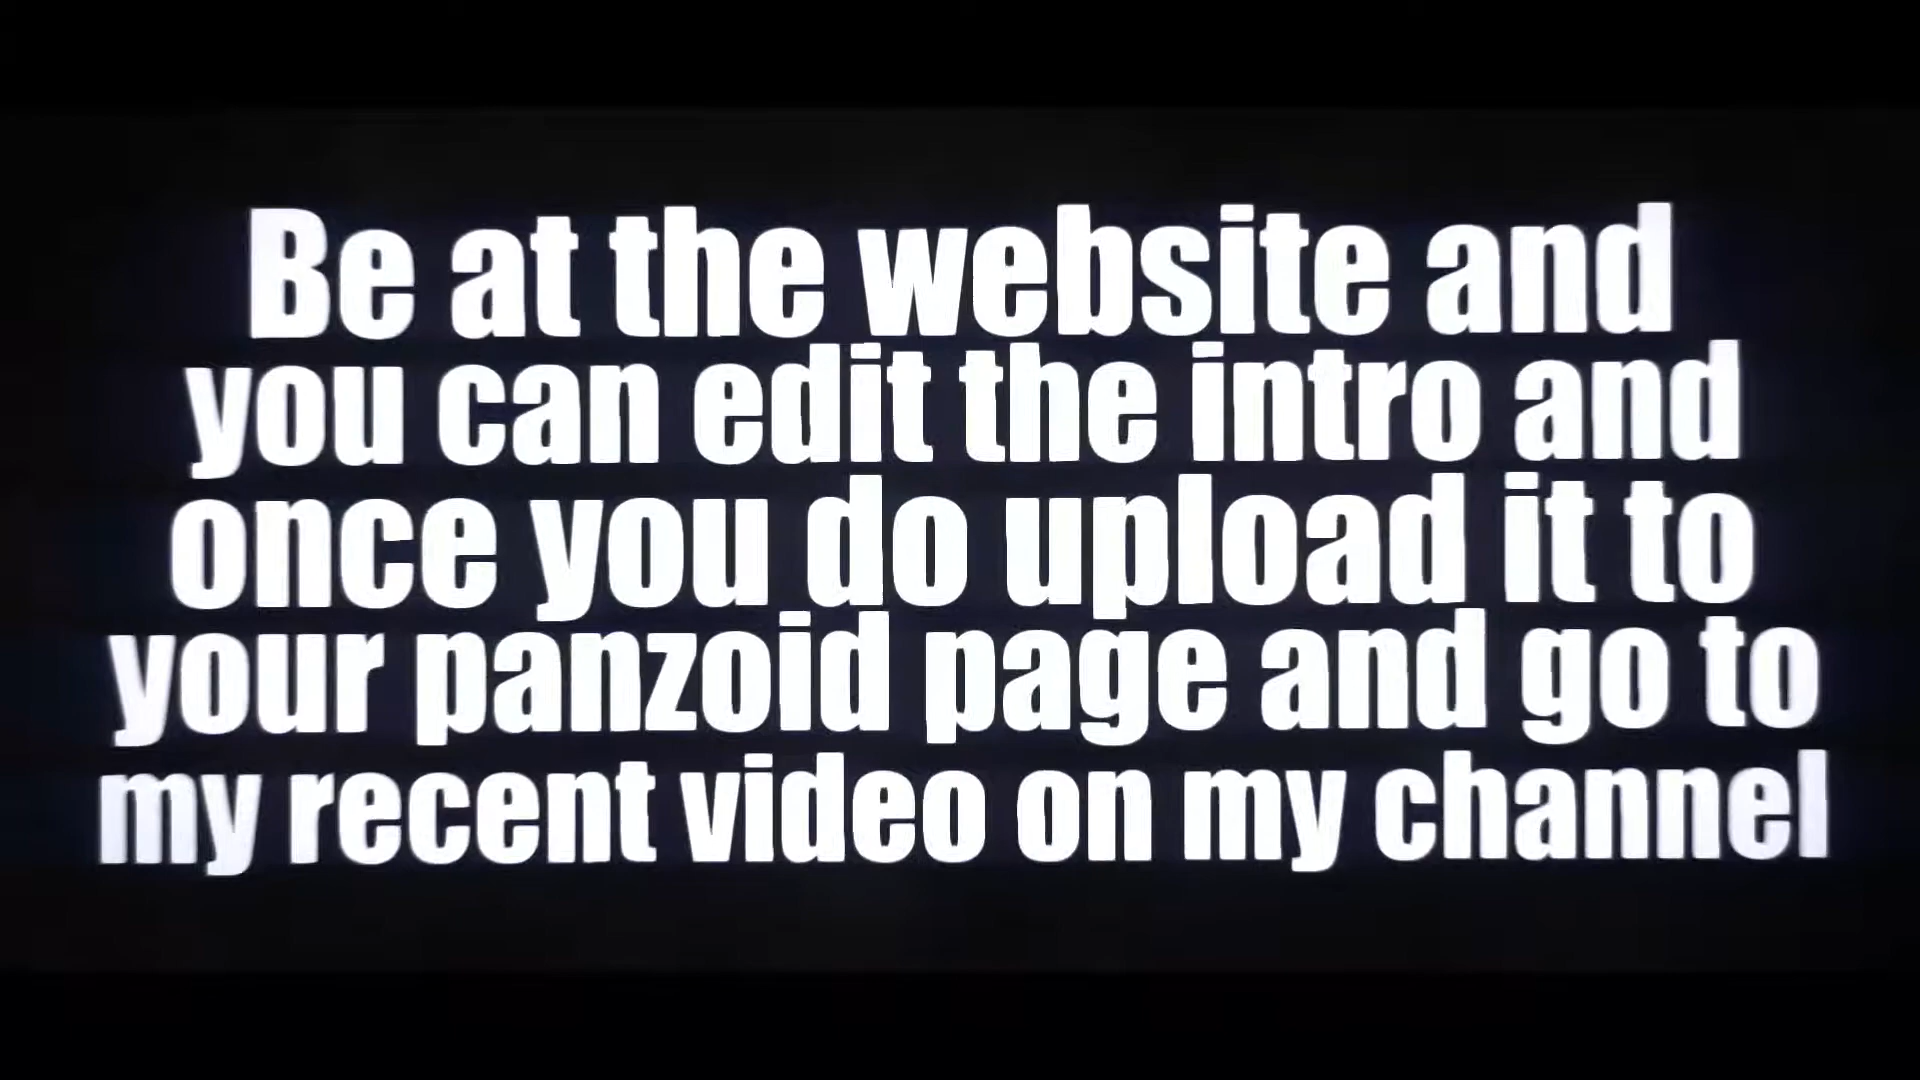 Be at the website and
you can edit the intro and
once you do upload it to
your panzoid page and go to
my recent video on my channel